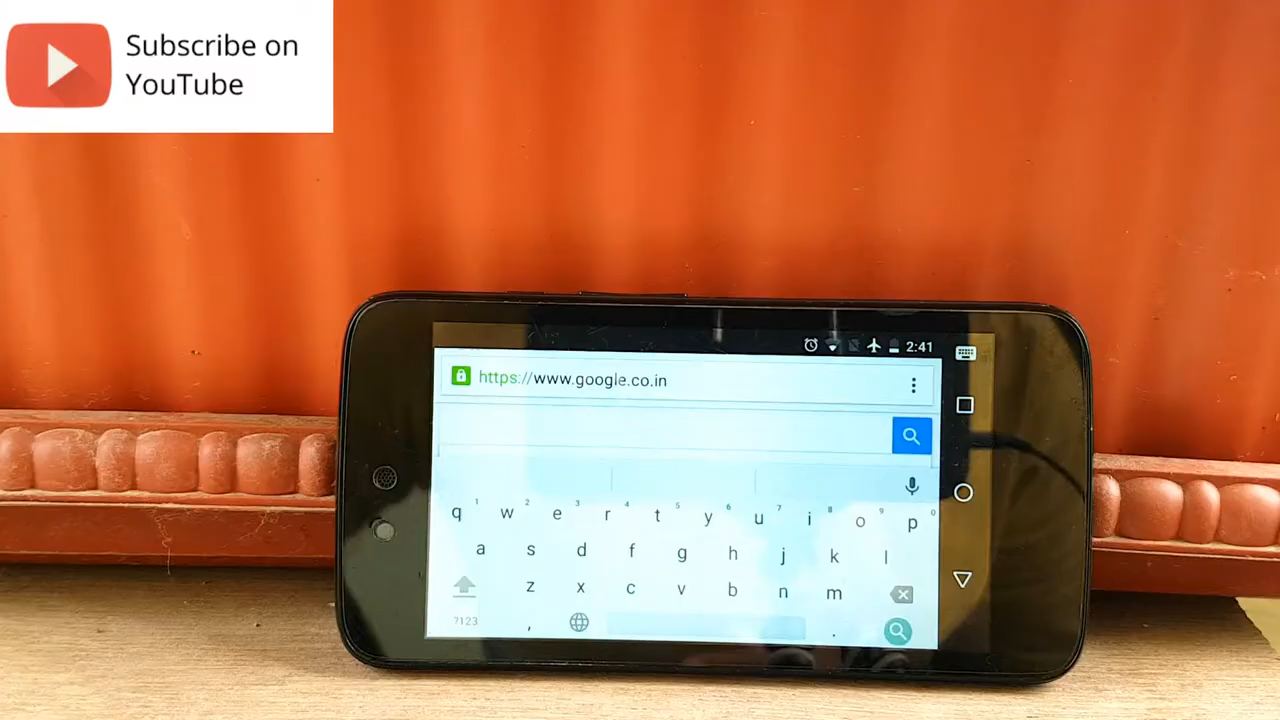 Subscribe on
YouTube
2:41
https://www.google.co.in
1 2 3 4 5 6 7 8 9 0
q w e r t y u i o p
a s d f g h j k l
z x c v b n m
?123 , .